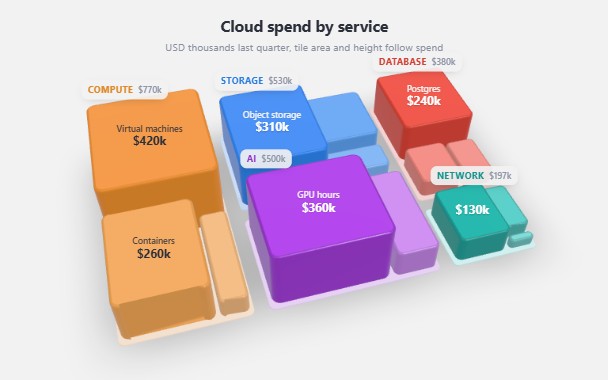 Cloud spend by service
USD thousands last quarter, tile area and height follow spend
DATABASE $380k
COMPUTE $770k
STORAGE $530k
Postgres
$240k
Object storage
$310k
Virtual machines
$420k
AI $500k
NETWORK $197k
GPU hours
$360k
$130k
Containers
$260k